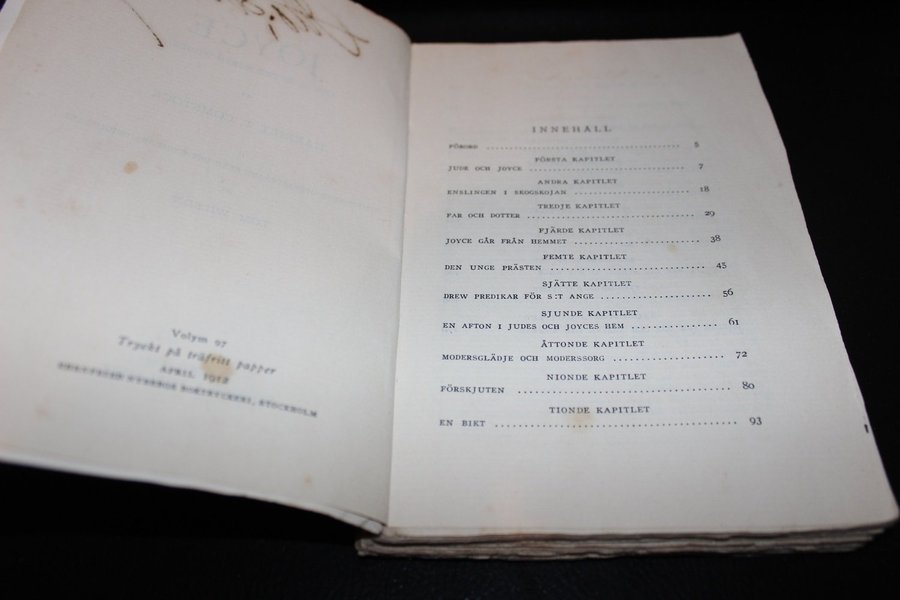 Volym 97
Tryckt på träfritt papper
APRIL 1912
STOCKHOLM
INNEHÅLL
FÖRORD 5
FÖRSTA KAPITLET
JUDE OCH JOYCE 7
ANDRA KAPITLET
ENSLINGEN I SKOGSKOJAN 18
TREDJE KAPITLET
FAR OCH DOTTER 29
FJÄRDE KAPITLET
JOYCE GÅR FRÅN HEMMET 38
FEMTE KAPITLET
DEN UNGE PRÄSTEN 45
SJÄTTE KAPITLET
DREW PREDIKAR FÖR S:T ANGE 56
SJUNDE KAPITLET
EN AFTON I JUDES OCH JOYCES HEM 61
ÅTTONDE KAPITLET
MODERSGLÄDJE OCH MODERSSORG 72
NIONDE KAPITLET
FÖRSKJUTEN 80
TIONDE KAPITLET
EN BIKT 93